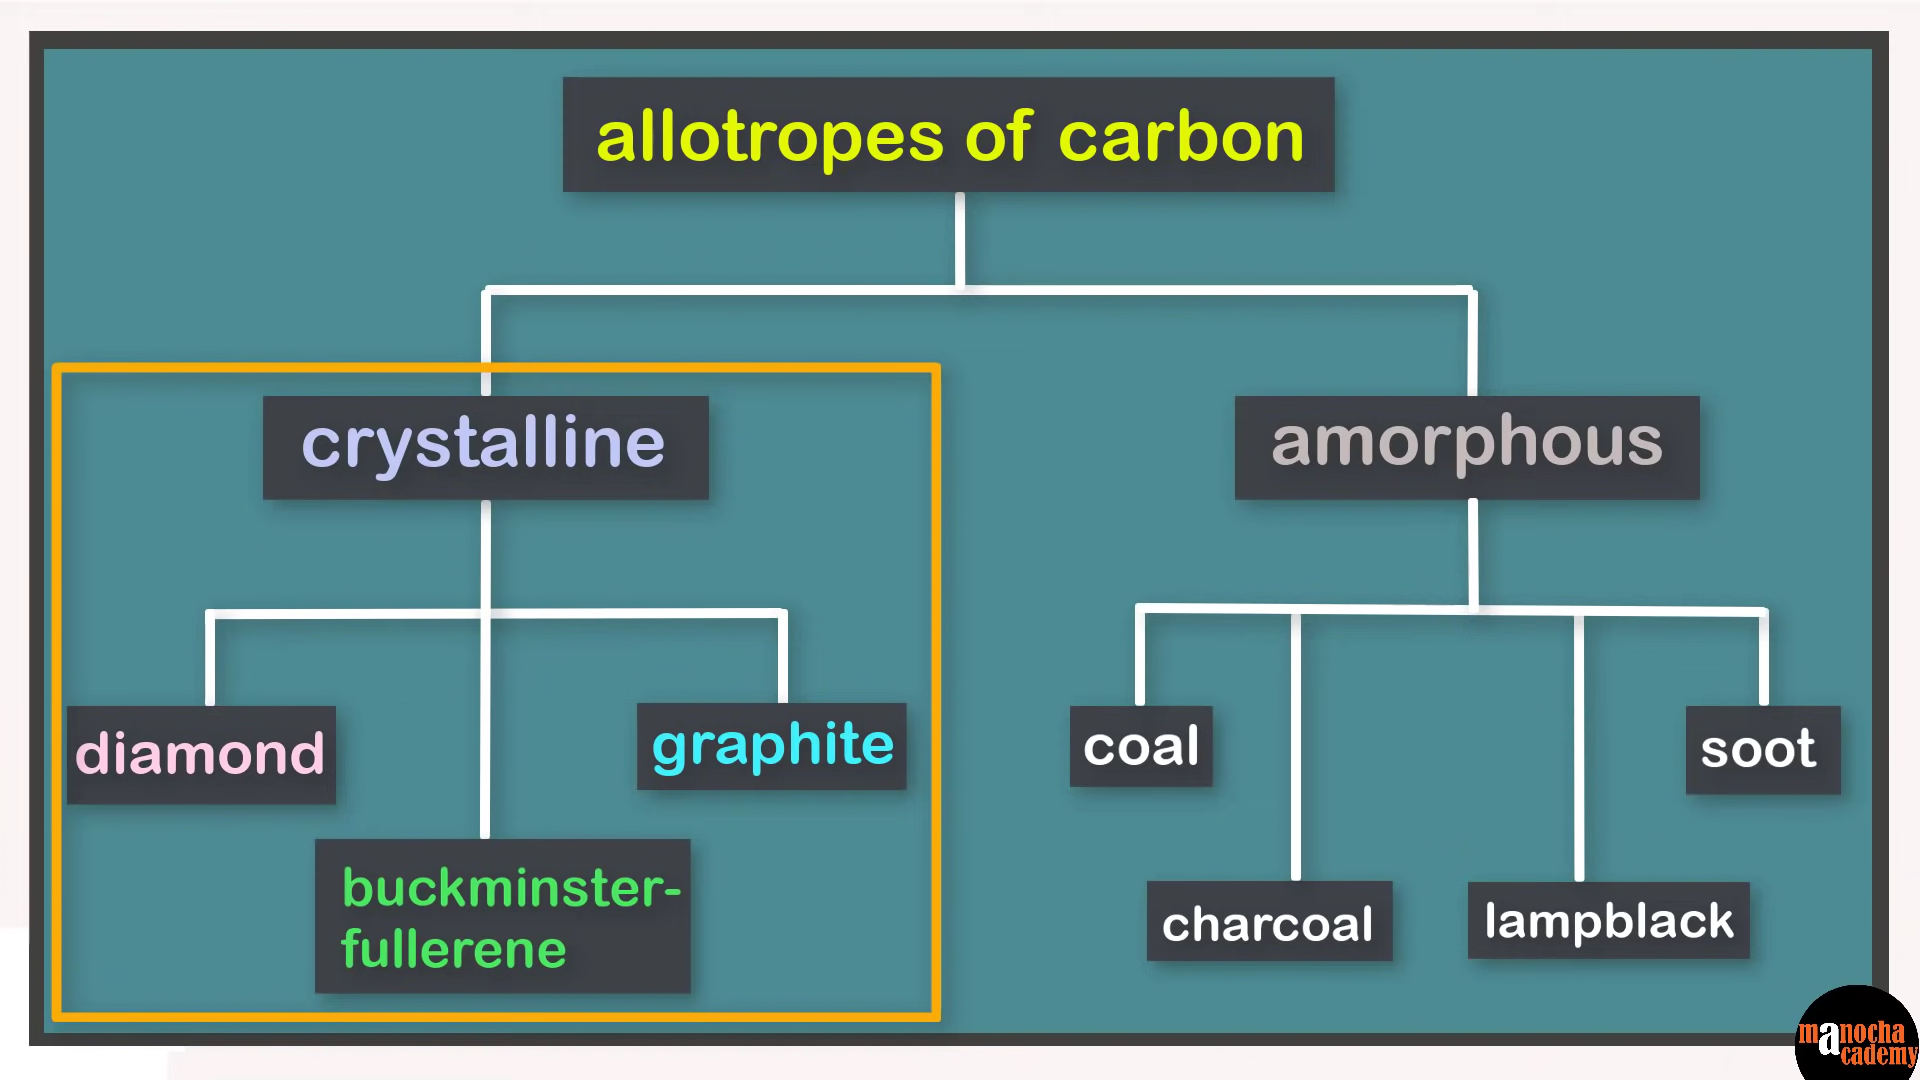 allotropes of carbon
crystalline
amorphous
diamond
graphite
coal
soot
buckminster-
fullerene
charcoal
lampblack
manocha
academy